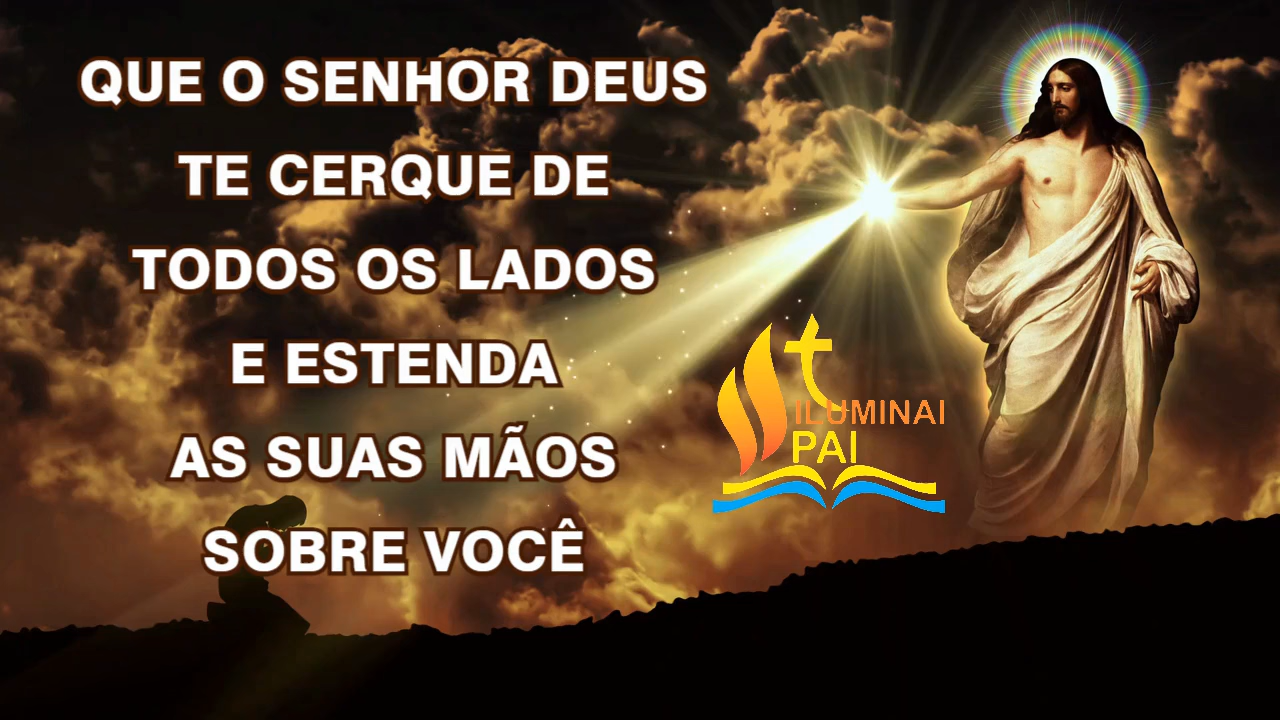 QUE O SENHOR DEUS
TE CERQUE DE
TODOS OS LADOS
E ESTENDA
AS SUAS MÃOS
SOBRE VOCÊ
ILUMINAI
PAI